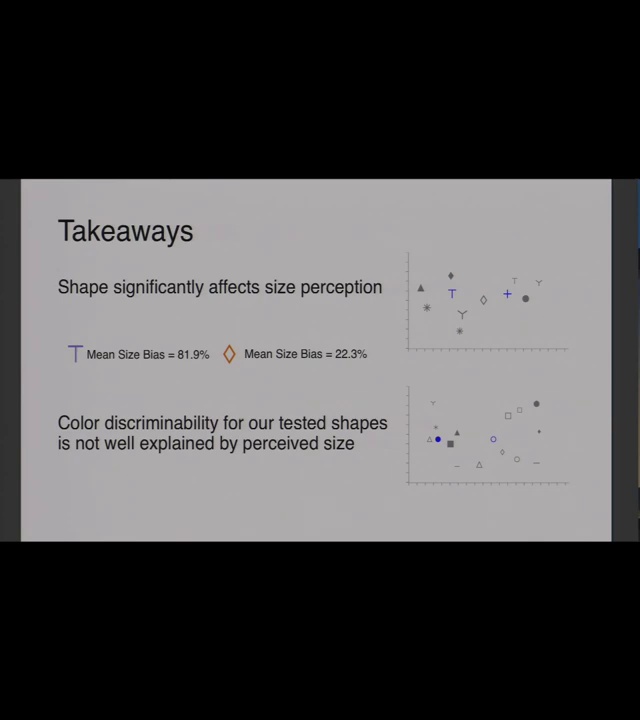 Takeaways
Shape significantly affects size perception
Mean Size Bias = 81.9% Mean Size Bias = 22.3%
Color discriminability for our tested shapes
is not well explained by perceived size